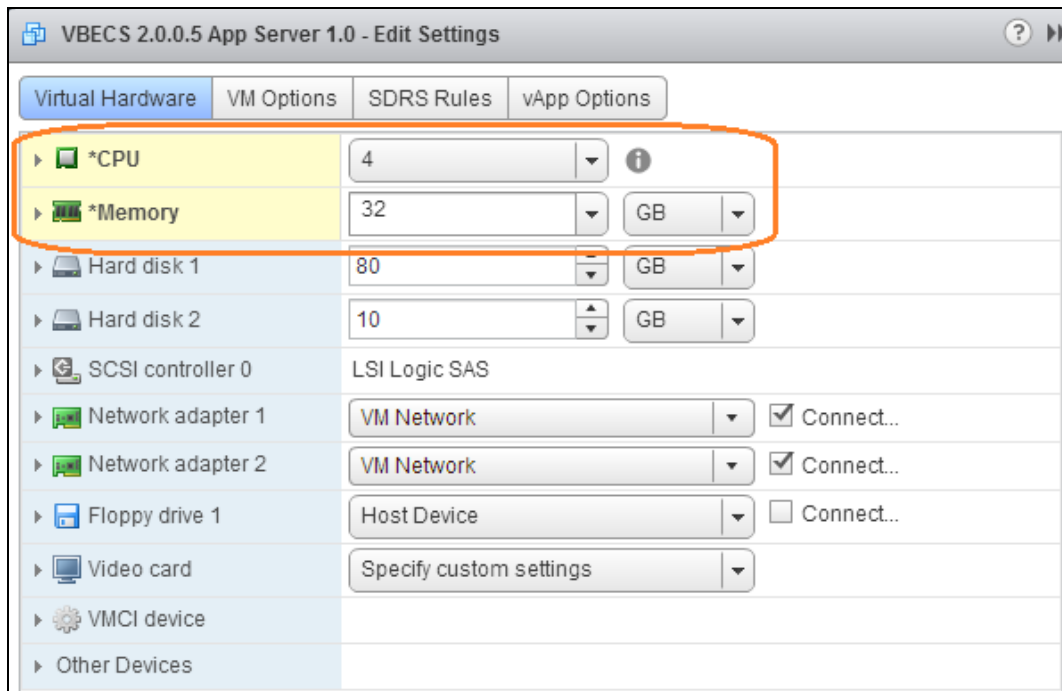 VBECS 2.0.0.5 App Server 1.0 - Edit Settings ?
Virtual Hardware VM Options SDRS Rules vApp Options
*CPU 4
*Memory 32 GB
Hard disk 1 80 GB
Hard disk 2 10 GB
SCSI controller 0 LSI Logic SAS
Network adapter 1 VM Network Connect...
Network adapter 2 VM Network Connect...
Floppy drive 1 Host Device Connect...
Video card Specify custom settings
VMCI device
Other Devices